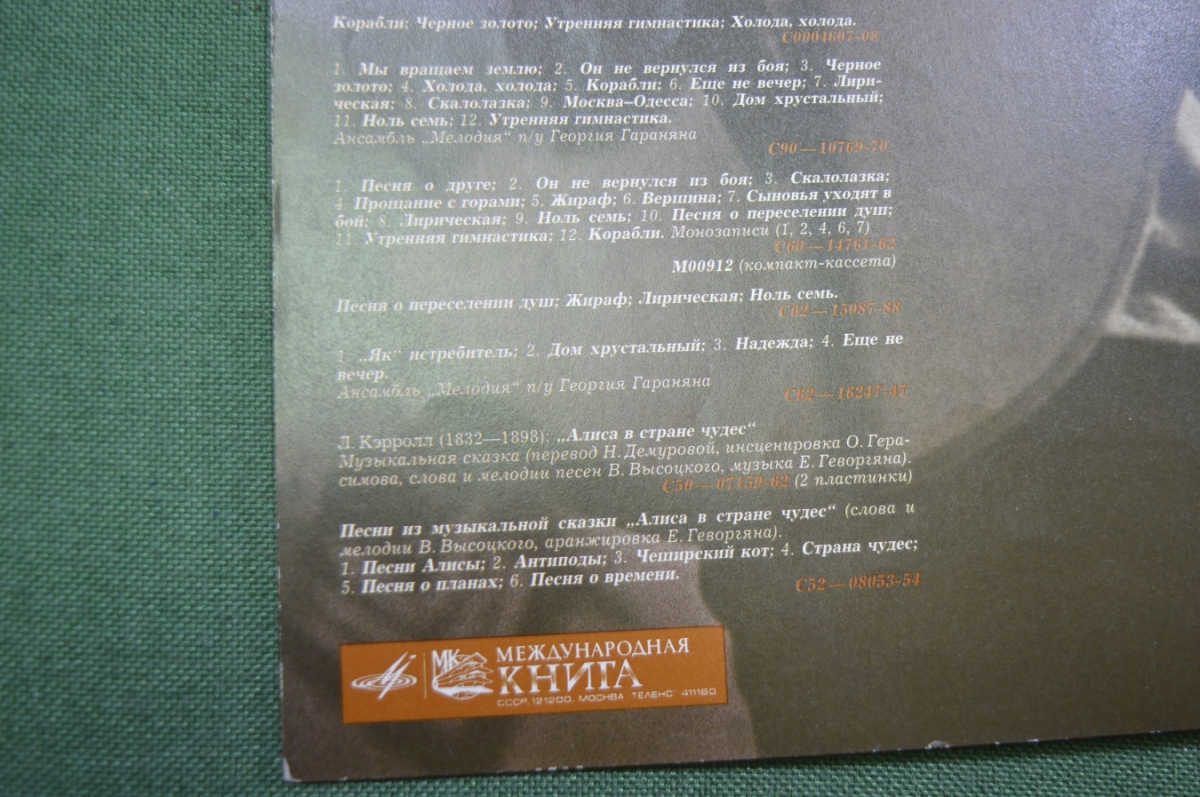 Корабли; Черное золото; Утренняя гимнастика; Холода, холода.
С0004607-08
1. Мы вращаем землю; 2. Он не вернулся из боя; 3. Черное
золото; 4. Холода, холода; 5. Корабли; 6. Еще не вечер; 7. Лири-
ческая; 8. Скалолазка; 9. Москва—Одесса; 10. Дом хрустальный;
11. Ноль семь; 12. Утренняя гимнастика.
Ансамбль „Мелодия“ п/у Георгия Гараняна
С90—10769-70
1. Песня о друге; 2. Он не вернулся из боя; 3. Скалолазка;
4. Прощание с горами; 5. Жираф; 6. Вершина; 7. Сыновья уходят в
бой; 8. Лирическая; 9. Ноль семь; 10. Песня о переселении душ;
11. Утренняя гимнастика; 12. Корабли. Монозаписи (1, 2, 4, 6, 7)
С60—14761-62
М00912 (компакт-кассета)
Песня о переселении душ; Жираф; Лирическая; Ноль семь.
С62—15087-88
1. „Як“ истребитель; 2. Дом хрустальный; 3. Надежда; 4. Еще не
вечер.
Ансамбль „Мелодия“ п/у Георгия Гараняна
С62—16247-47
Л. Кэрролл (1832—1898): „Алиса в стране чудес“
Музыкальная сказка (перевод Н. Демуровой, инсценировка О. Гера-
симова, слова и мелодии песен В. Высоцкого, музыка Е. Геворгяна).
С50—07159-62 (2 пластинки)
Песни из музыкальной сказки „Алиса в стране чудес“ (слова и
мелодии В. Высоцкого, аранжировка Е. Геворгяна).
1. Песни Алисы; 2. Антиподы; 3. Чеширский кот; 4. Страна чудес;
5. Песня о планах; 6. Песня о времени.
С52—08053-54
МК
МЕЖДУНАРОДНАЯ
КНИГА
СССР, 121200, МОСКВА ТЕЛЕКС: 411160